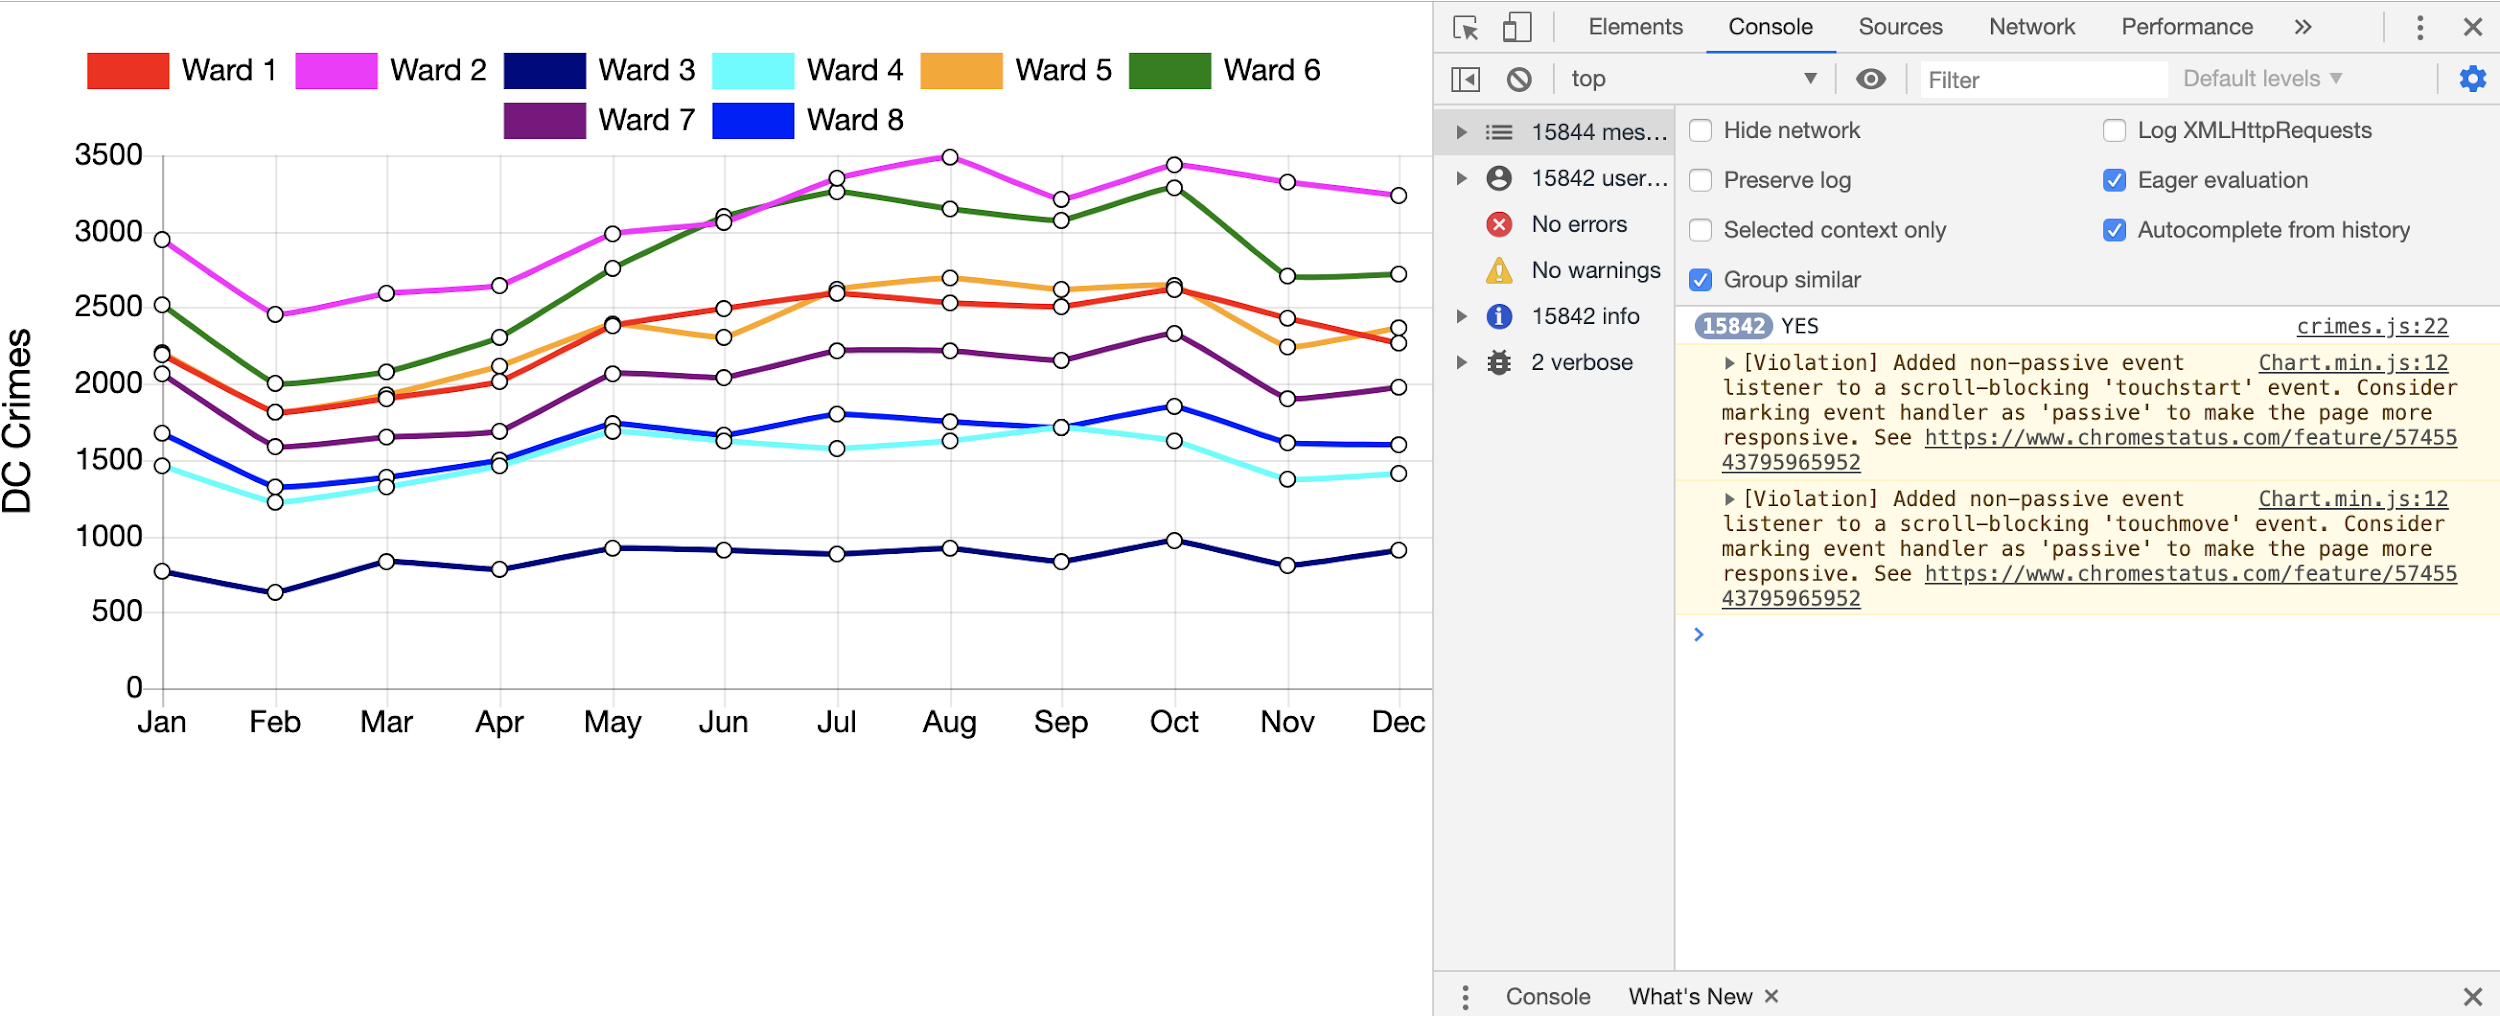 Ward 1 Ward 2 Ward 3 Ward 4 Ward 5 Ward 6
Ward 7 Ward 8
3500
3000
2500
2000
1500
1000
500
0
DC Crimes
Jan Feb Mar Apr May Jun Jul Aug Sep Oct Nov Dec
Elements Console Sources Network Performance
top Filter Default levels
15844 mes...
15842 user...
No errors
No warnings
15842 info
2 verbose
Hide network Log XMLHttpRequests
Preserve log Eager evaluation
Selected context only Autocomplete from history
Group similar
15842 YES crimes.js:22
[Violation] Added non-passive event Chart.min.js:12
listener to a scroll-blocking 'touchstart' event. Consider
marking event handler as 'passive' to make the page more
responsive. See https://www.chromestatus.com/feature/57455
43795965952
[Violation] Added non-passive event Chart.min.js:12
listener to a scroll-blocking 'touchmove' event. Consider
marking event handler as 'passive' to make the page more
responsive. See https://www.chromestatus.com/feature/57455
43795965952
Console What's New